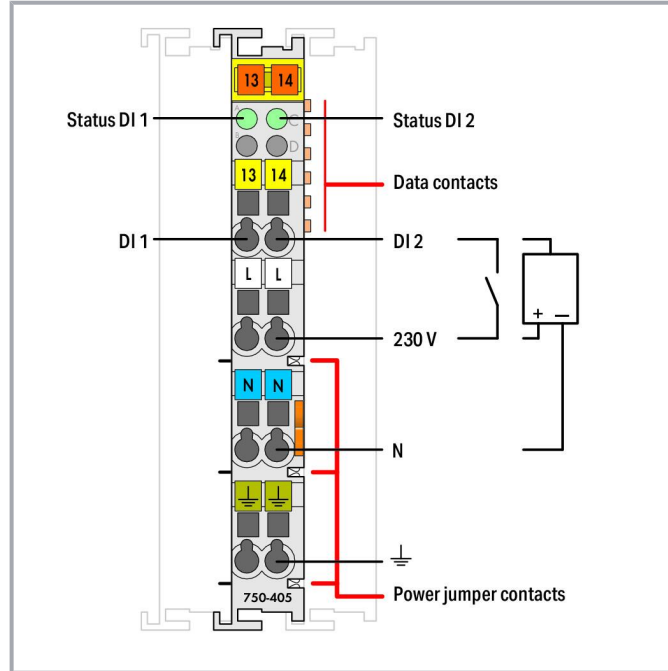 13 14
A C
Status DI 1
Status DI 2
B D
13 14
Data contacts
DI 1
DI 2
L L
+ −
230 V
N N
N
750-405
Power jumper contacts